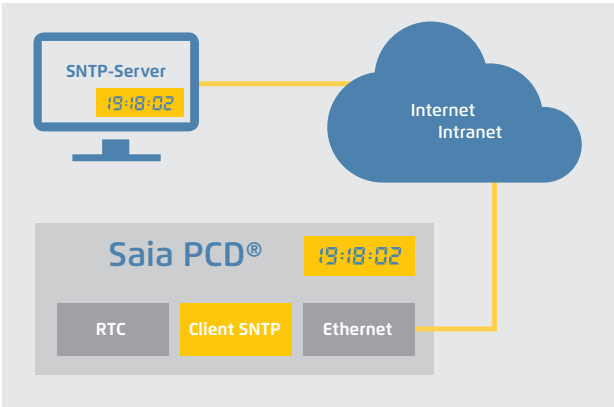 SNTP-Server
19:18:02
Internet
Intranet
Saia PCD®
19:18:02
RTC
Client SNTP
Ethernet